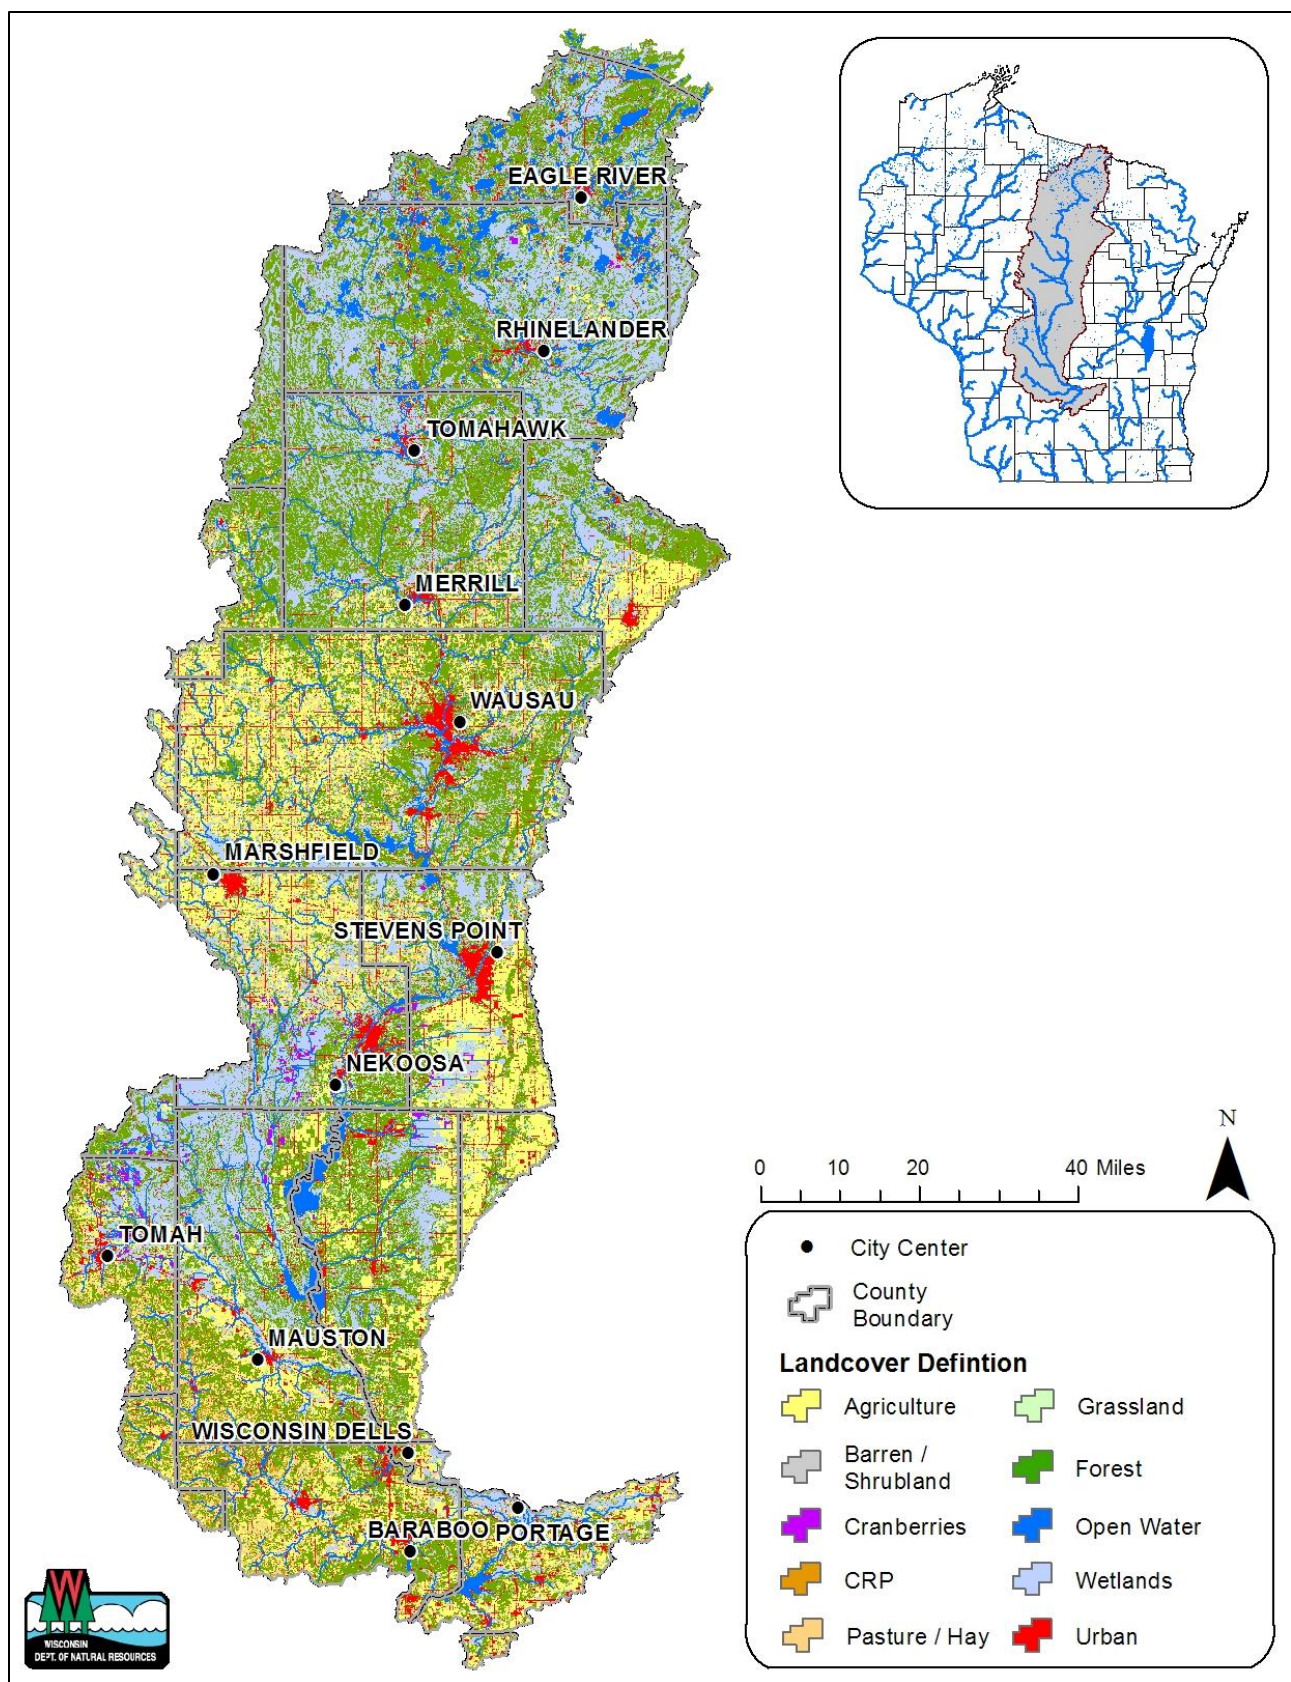 EAGLE RIVER
RHINELANDER
TOMAHAWK
MERRILL
WAUSAU
MARSHFIELD
STEVENS POINT
NEKOOSA
TOMAH
MAUSTON
WISCONSIN DELLS
BARABOO
PORTAGE
N
0 10 20 40 Miles
City Center
County
Boundary
Landcover Defintion
Agriculture
Barren /
Shrubland
Cranberries
CRP
Pasture / Hay
Grassland
Forest
Open Water
Wetlands
Urban
W
WISCONSIN
DEPT. OF NATURAL RESOURCES